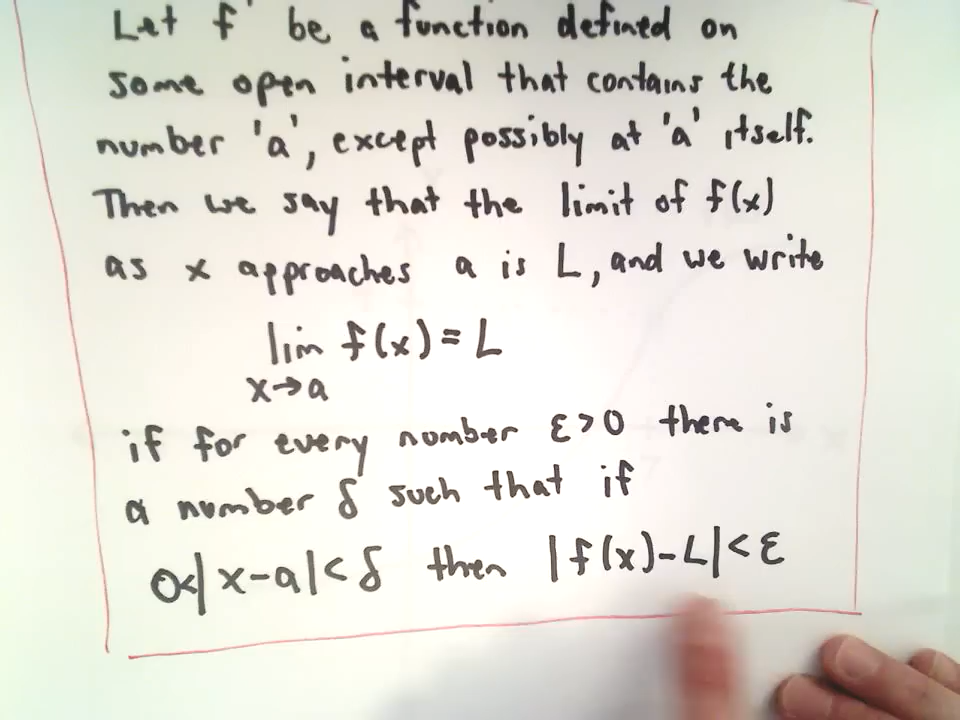 Let f be a function defined on
some open interval that contains the
number 'a', except possibly at 'a' itself.
Then we say that the limit of f(x)
as x approaches a is L, and we write
lim f(x) = L
x→a
if for every number ε>0 there is
a number δ such that if
0<|x-a|<δ then |f(x)-L|<ε